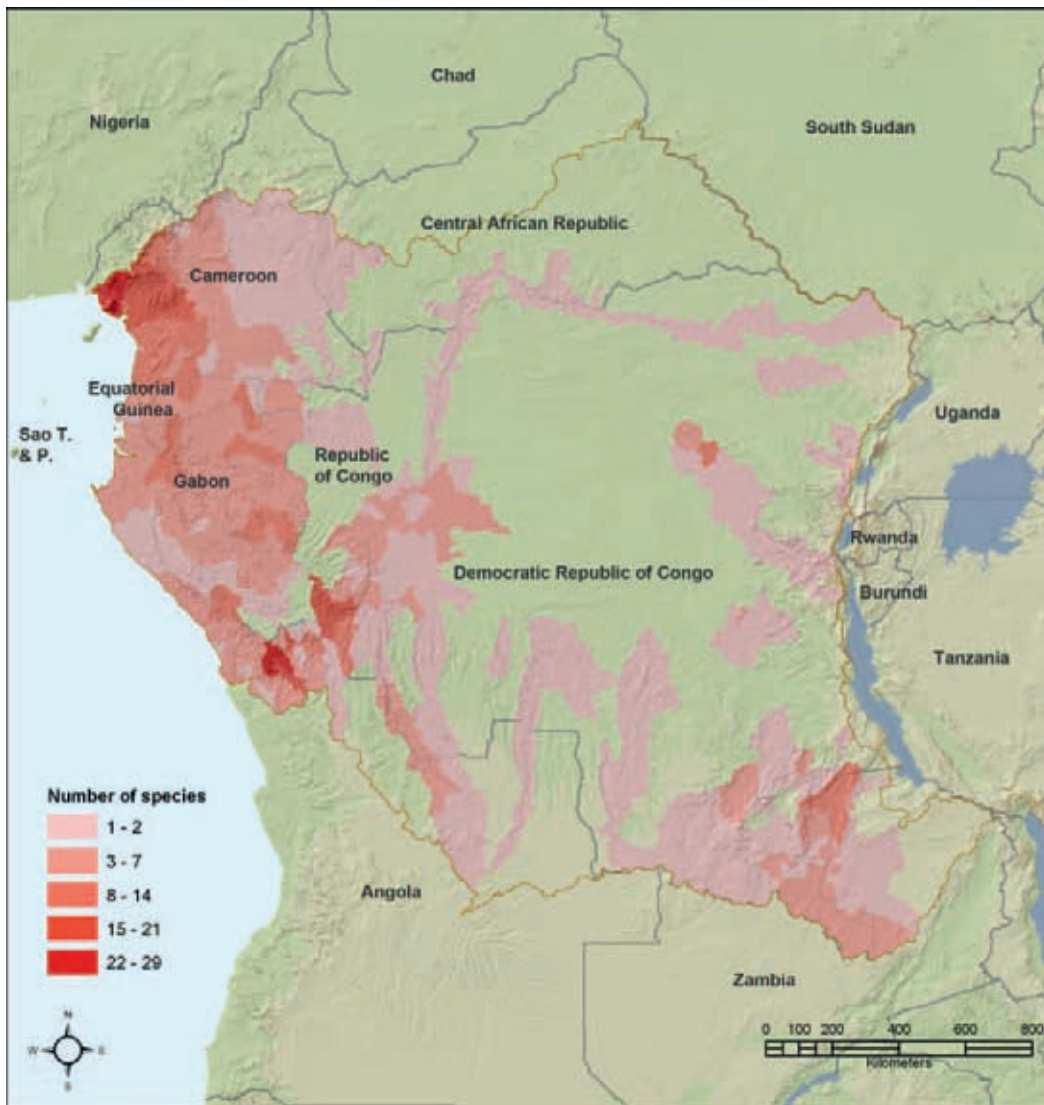 Chad
Nigeria
South Sudan
Central African Republic
Cameroon
Equatorial
Guinea
Sao T.
& P.
Uganda
Republic
of Congo
Gabon
Rwanda
Democratic Republic of Congo
Burundi
Tanzania
Number of species
1 - 2
3 - 7
8 - 14
15 - 21
22 - 29
Angola
Zambia
N
W E
S
0 100 200 400 600 800
Kilometers